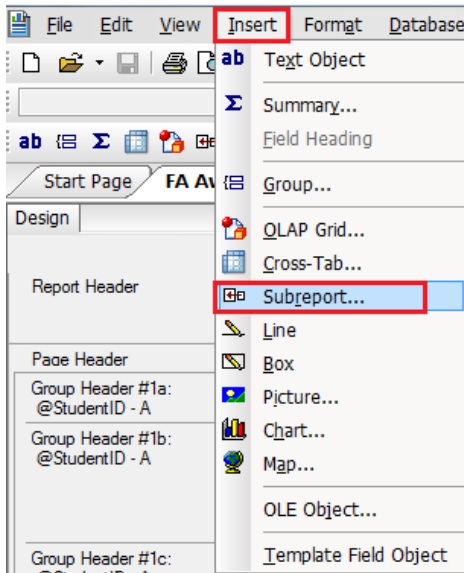 File Edit View Insert Format Database
ab Text Object
Σ Summary...
Field Heading
ab Σ
Start Page FA
Group...
Design
OLAP Grid...
Cross-Tab...
Report Header
Subreport...
Line
Page Header
Box
Group Header #1a:
@StudentID - A
Picture...
Chart...
Group Header #1b:
@StudentID - A
Map...
OLE Object...
Group Header #1c:
Template Field Object